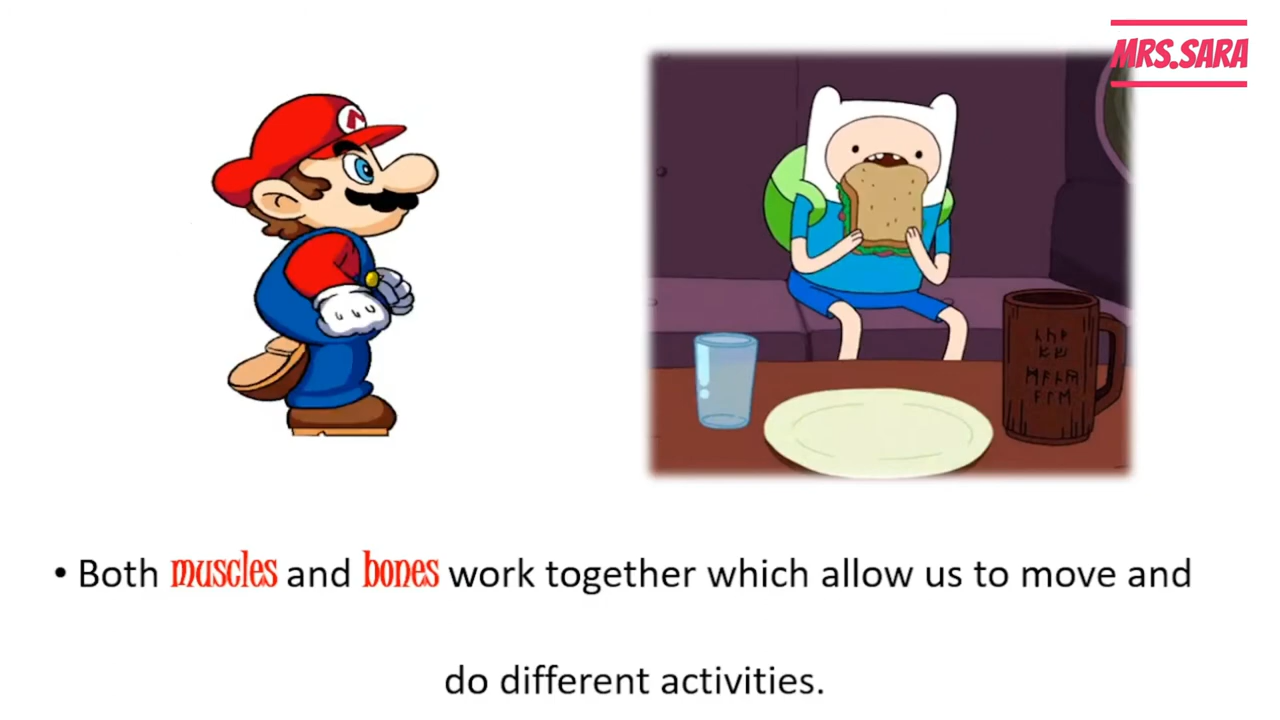 MRS.SARA
• Both muscles and bones work together which allow us to move and
do different activities.